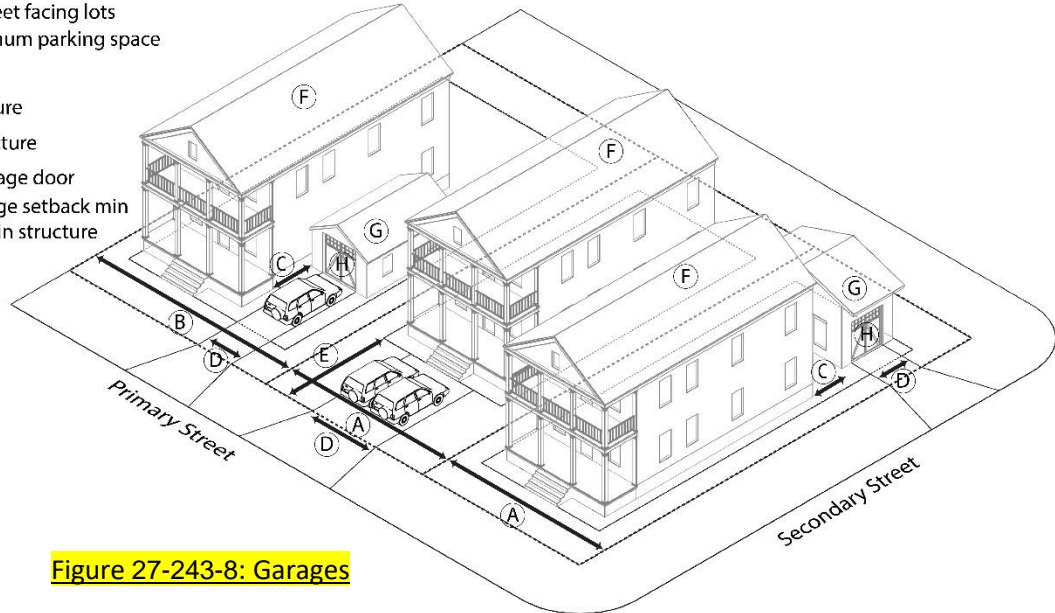 eet facing lots
num parking space
ure
cture
age door
ge setback min
in structure
F
F
F
G
H
C
B
D
E
A
D
A
G
H
C
D
Primary Street
Secondary Street
Figure 27-243-8: Garages